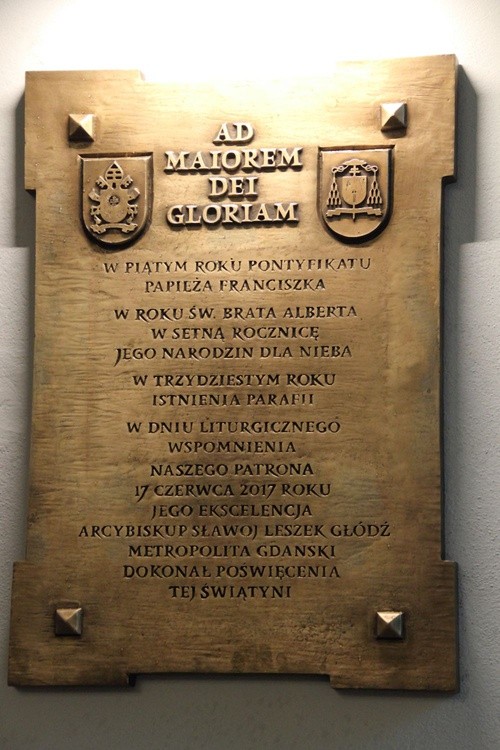 AD
MAIOREM
DEI
GLORIAM
W PIĄTYM ROKU PONTYFIKATU
PAPIEŻA FRANCISZKA
W ROKU ŚW. BRATA ALBERTA
W SETNĄ ROCZNICĘ
JEGO NARODZIN DLA NIEBA
W TRZYDZIESTYM ROKU
ISTNIENIA PARAFII
W DNIU LITURGICZNEGO
WSPOMNIENIA
NASZEGO PATRONA
17 CZERWCA 2017 ROKU
JEGO EKSCELENCJA
ARCYBISKUP SŁAWOJ LESZEK GŁÓDŹ
METROPOLITA GDAŃSKI
DOKONAŁ POŚWIĘCENIA
TEJ ŚWIĄTYNI